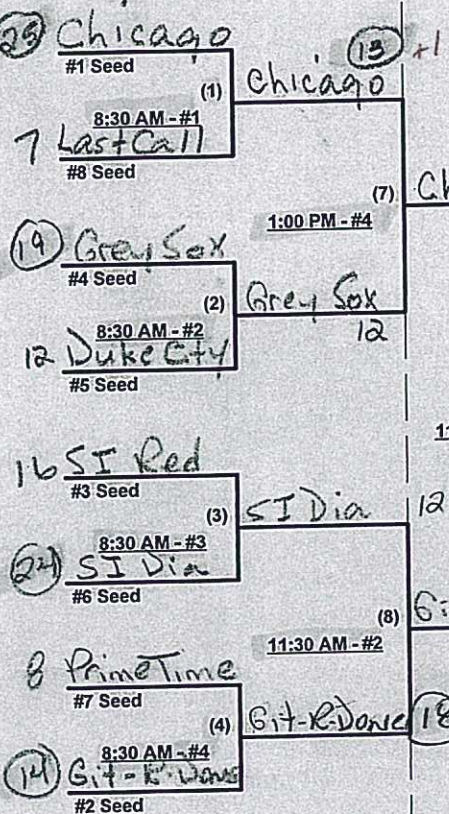 25 Chicago
#1 Seed
13 +1
(1) Chicago
8:30 AM - #1
7 Last Call
#8 Seed
(7)
1:00 PM - #4
19 Grey Sox
#4 Seed
(2) Grey Sox
12
8:30 AM - #2
12 Duke City
#5 Seed
16 SI Red
#3 Seed
(3) SI Dia 12
8:30 AM - #3
24 SI Dia
#6 Seed
(8)
11:30 AM - #2
8 PrimeTime
#7 Seed
(4) Git-R-Done 18
8:30 AM - #4
14 Git-R-Done
#2 Seed